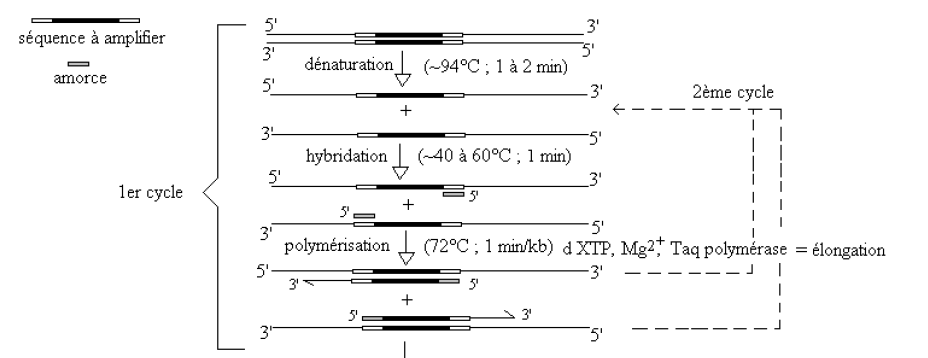 5' 3'
séquence à amplifier
3' 5'
dénaturation (~94°C ; 1 à 2 min)
amorce
5' 3'
2ème cycle
+
3' 5'
hybridation (~40 à 60°C ; 1 min)
5' 3'
1er cycle
5'
+
5'
3' 5'
polymérisation (72°C ; 1 min/kb) d XTP, Mg2+, Taq polymérase = élongation
5' 3'
3' 5'
+
5' 3'
3' 5'